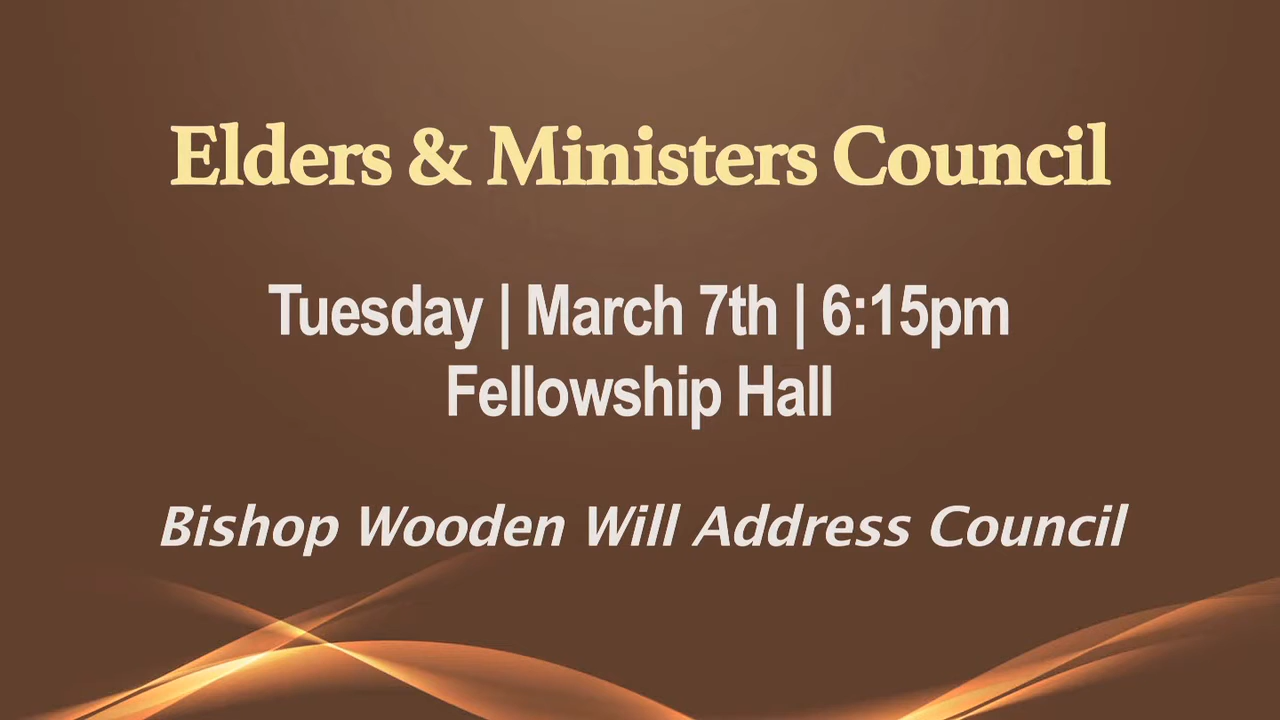 Elders & Ministers Council
Tuesday | March 7th | 6:15pm
Fellowship Hall
Bishop Wooden Will Address Council